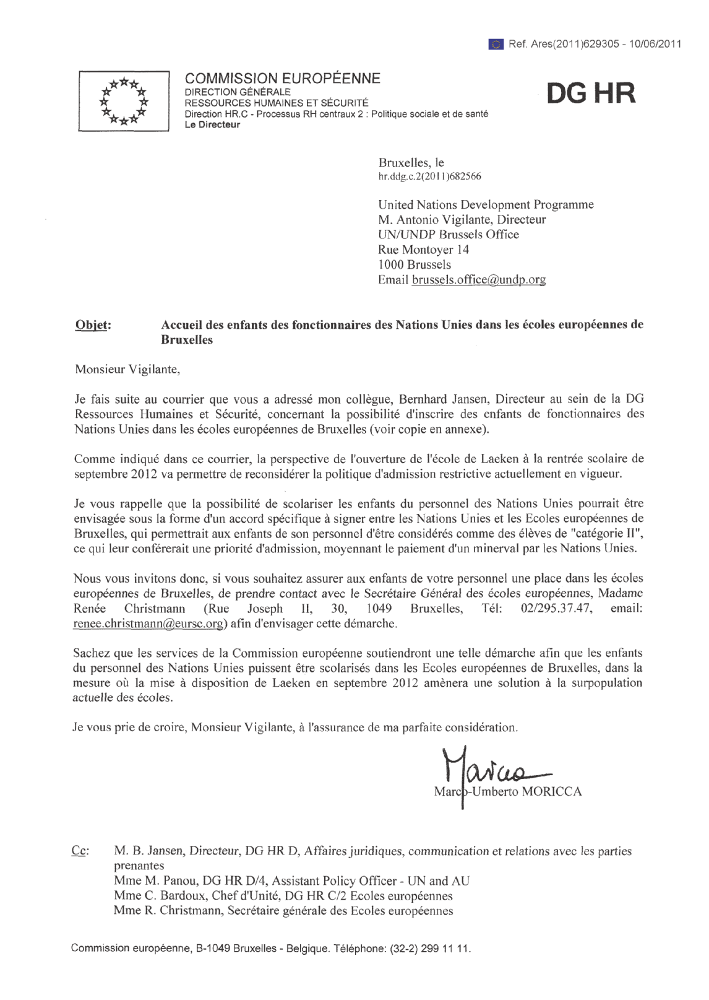 Ref. Ares(2011)629305 - 10/06/2011
COMMISSION EUROPÉENNE
DIRECTION GÉNÉRALE
RESSOURCES HUMAINES ET SÉCURITÉ
Direction HR.C - Processus RH centraux 2 : Politique sociale et de santé
Le Directeur
DG HR
Bruxelles, le
hr.ddg.c.2(2011)682566
United Nations Development Programme
M. Antonio Vigilante, Directeur
UN/UNDP Brussels Office
Rue Montoyer 14
1000 Brussels
Email brussels.office@undp.org
Objet: Accueil des enfants des fonctionnaires des Nations Unies dans les écoles européennes de
Bruxelles
Monsieur Vigilante,
Je fais suite au courrier que vous a adressé mon collègue, Bernhard Jansen, Directeur au sein de la DG
Ressources Humaines et Sécurité, concernant la possibilité d'inscrire des enfants de fonctionnaires des
Nations Unies dans les écoles européennes de Bruxelles (voir copie en annexe).
Comme indiqué dans ce courrier, la perspective de l'ouverture de l'école de Laeken à la rentrée scolaire de
septembre 2012 va permettre de reconsidérer la politique d'admission restrictive actuellement en vigueur.
Je vous rappelle que la possibilité de scolariser les enfants du personnel des Nations Unies pourrait être
envisagée sous la forme d'un accord spécifique à signer entre les Nations Unies et les Ecoles européennes de
Bruxelles, qui permettrait aux enfants de son personnel d'être considérés comme des élèves de "catégorie II",
ce qui leur conférerait une priorité d'admission, moyennant le paiement d'un minerval par les Nations Unies.
Nous vous invitons donc, si vous souhaitez assurer aux enfants de votre personnel une place dans les écoles
européennes de Bruxelles, de prendre contact avec le Secrétaire Général des écoles européennes, Madame
Renée Christmann (Rue Joseph II, 30, 1049 Bruxelles, Tél: 02/295.37.47, email:
renee.christmann@eursc.org) afin d'envisager cette démarche.
Sachez que les services de la Commission européenne soutiendront une telle démarche afin que les enfants
du personnel des Nations Unies puissent être scolarisés dans les Ecoles européennes de Bruxelles, dans la
mesure où la mise à disposition de Laeken en septembre 2012 amènera une solution à la surpopulation
actuelle des écoles.
Je vous prie de croire, Monsieur Vigilante, à l'assurance de ma parfaite considération.
Marco
Marco-Umberto MORICCA
Cc: M. B. Jansen, Directeur, DG HR D, Affaires juridiques, communication et relations avec les parties
prenantes
Mme M. Panou, DG HR D/4, Assistant Policy Officer - UN and AU
Mme C. Bardoux, Chef d'Unité, DG HR C/2 Ecoles européennes
Mme R. Christmann, Secrétaire générale des Ecoles européennes
Commission européenne, B-1049 Bruxelles - Belgique. Téléphone: (32-2) 299 11 11.